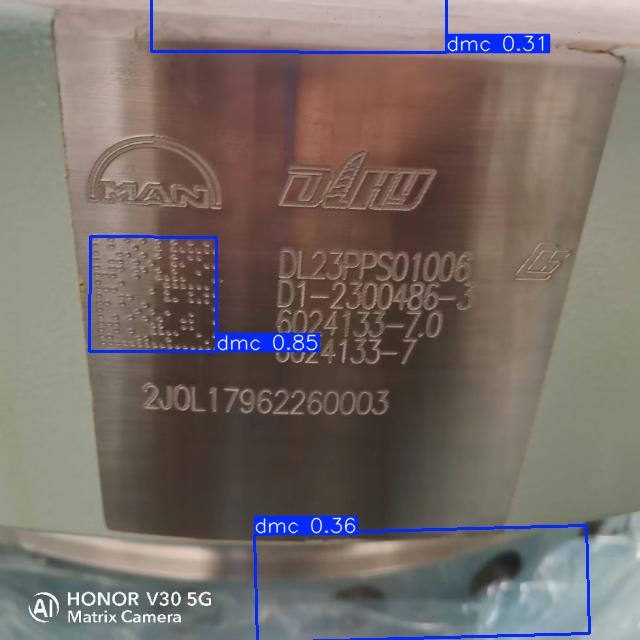 dmc 0.31
MAN
DLHY
DL23PPS01006
D1-2300486-3
6024133-7.0
dmc 0.85
6024133-7
2J0L17962260003
dmc 0.36
HONOR V30 5G
Matrix Camera